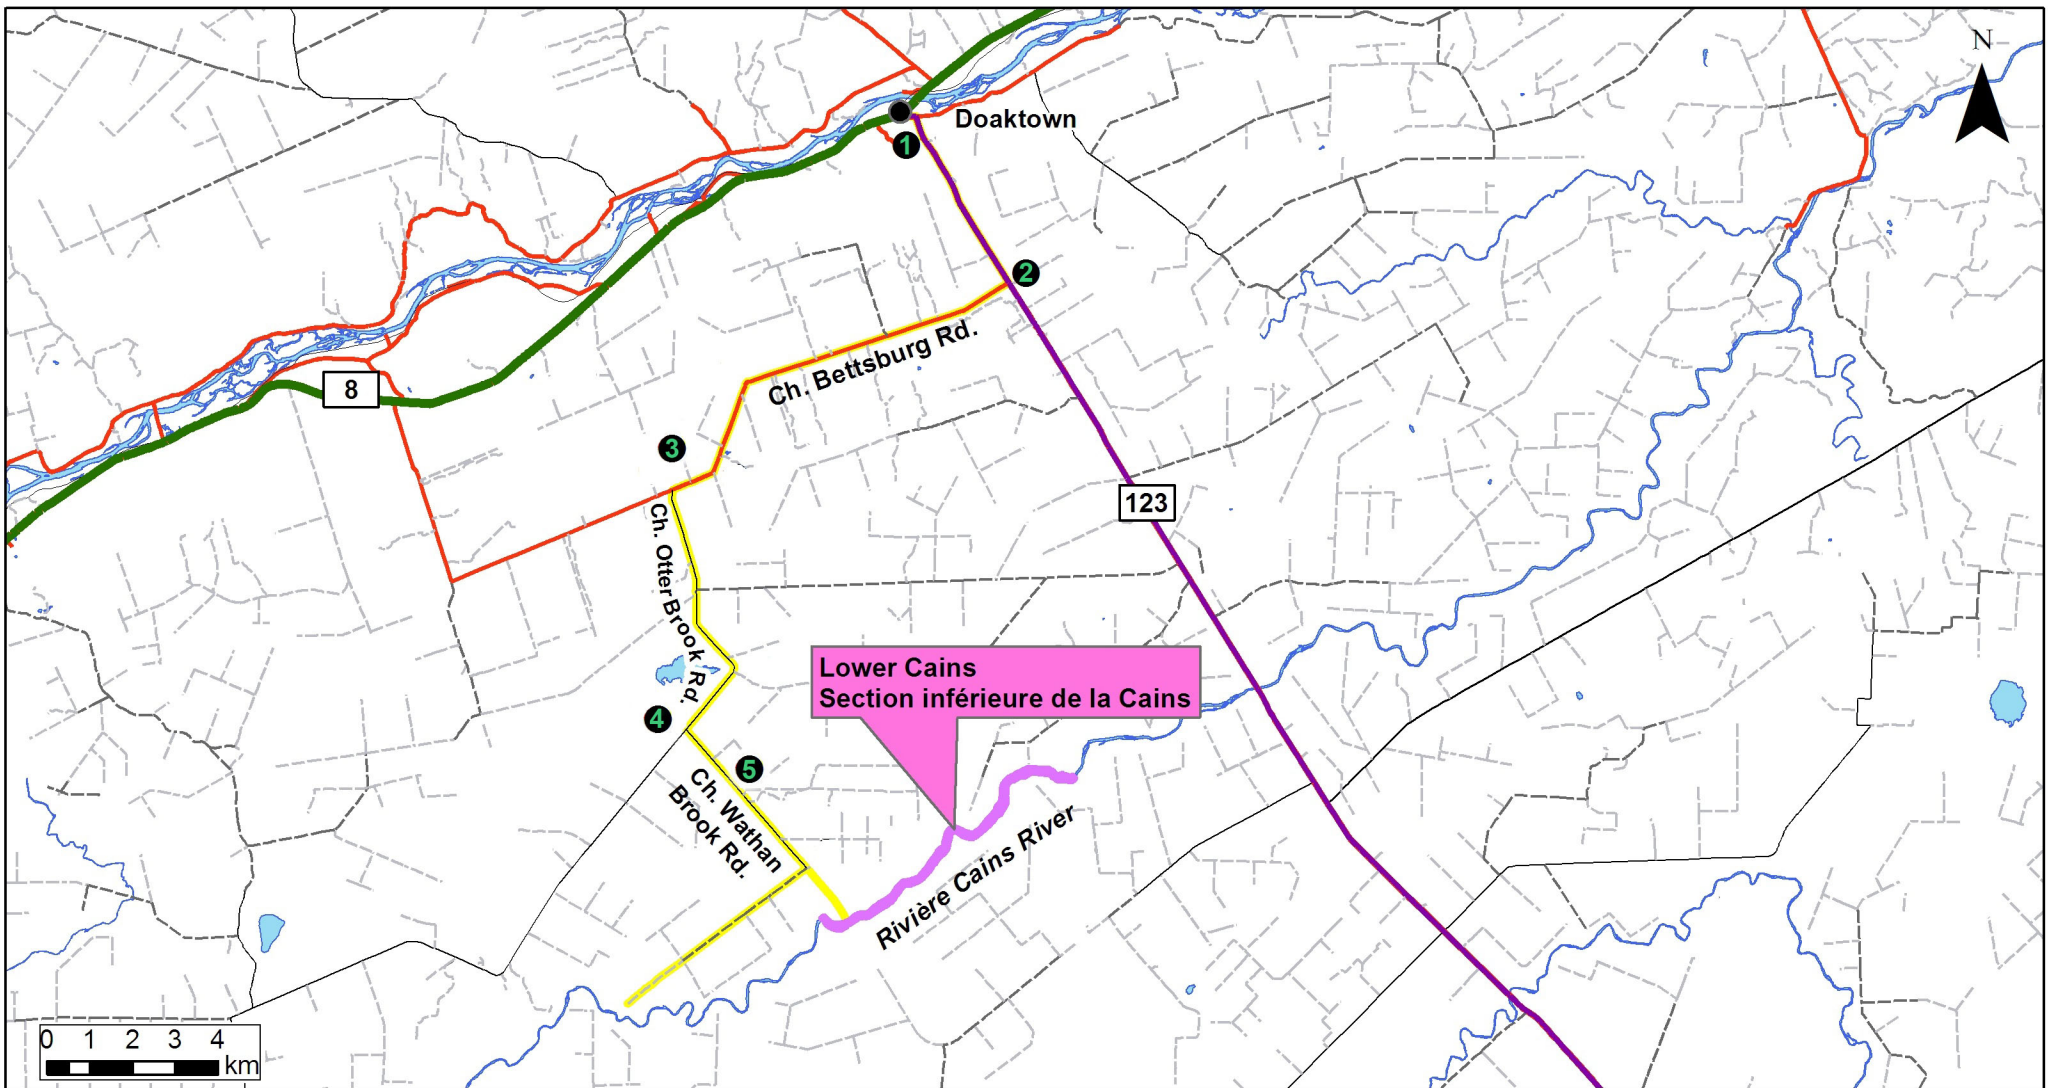 N
Doaktown
1
2
Ch. Bettsburg Rd.
8
3
123
Ch. Otter Brook Rd.
Lower Cains
Section inférieure de la Cains
4
5
Ch. Wathan
Brook Rd.
Rivière Cains River
0 1 2 3 4
km